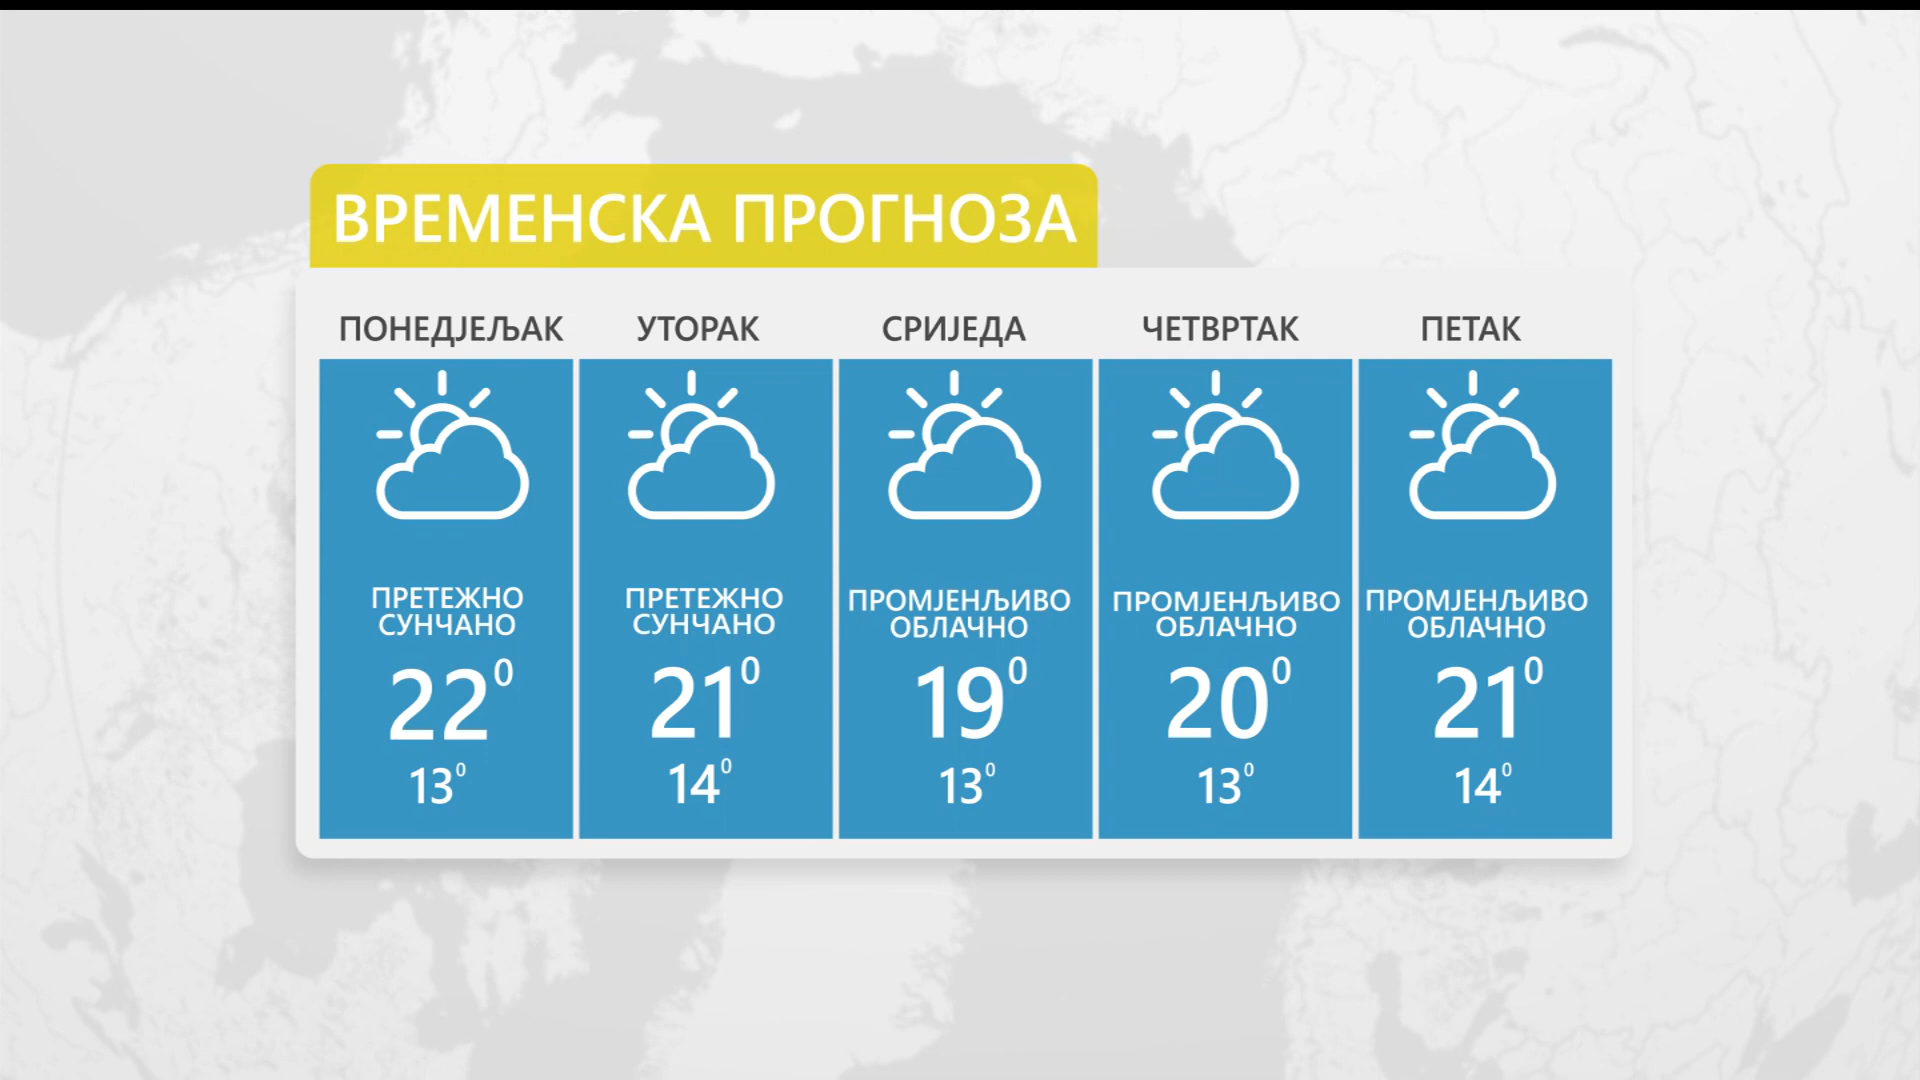 ВРЕМЕНСКА ПРОГНОЗА
ПОНЕДЈЕЉАК
УТОРАК
СРИЈЕДА
ЧЕТВРТАК
ПЕТАК
ПРЕТЕЖНО
СУНЧАНО
22⁰
13⁰
ПРЕТЕЖНО
СУНЧАНО
21⁰
14⁰
ПРОМЈЕНЉИВО
ОБЛАЧНО
19⁰
13⁰
ПРОМЈЕНЉИВО
ОБЛАЧНО
20⁰
13⁰
ПРОМЈЕНЉИВО
ОБЛАЧНО
21⁰
14⁰